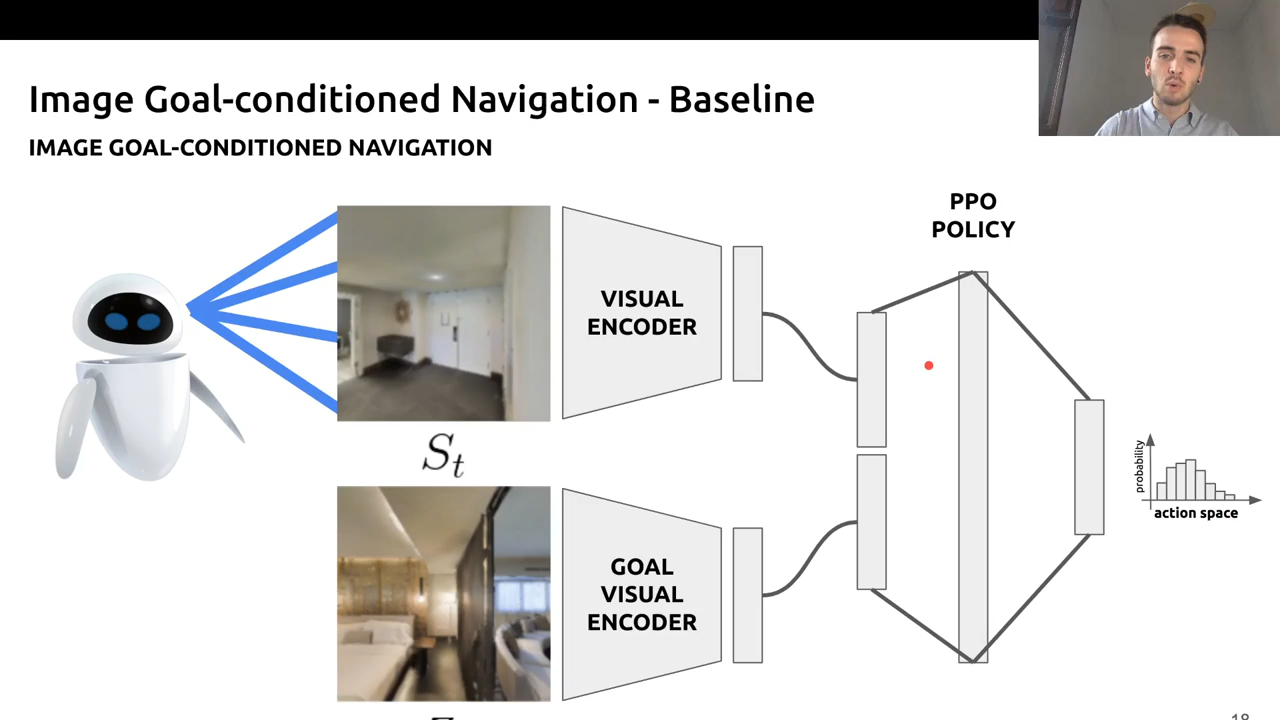 Image Goal-conditioned Navigation - Baseline
IMAGE GOAL-CONDITIONED NAVIGATION
PPO
POLICY
VISUAL
ENCODER
S_t
probability
action space
GOAL
VISUAL
ENCODER
18